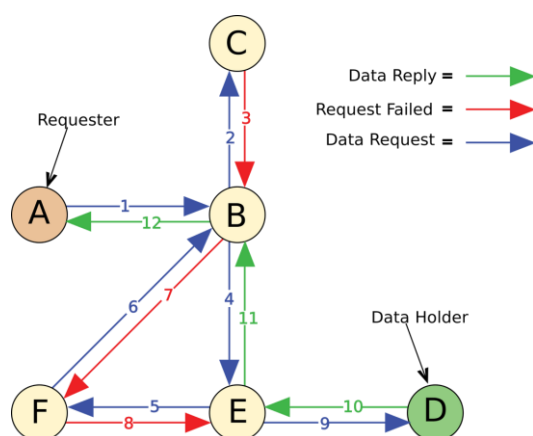 C
Data Reply =
Request Failed =
Data Request =
Requester
3
2
A
1
12
B
6
7
4
11
Data Holder
F
5
8
E
10
9
D